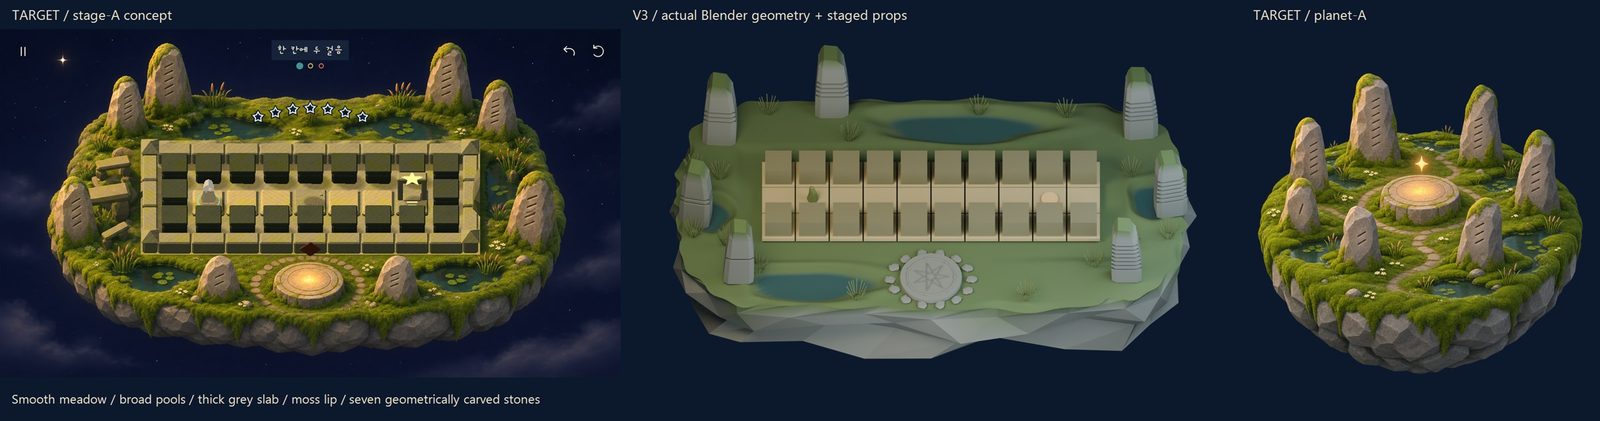 TARGET / stage-A concept
V3 / actual Blender geometry + staged props
TARGET / planet-A
한 칸에 두 걸음
Smooth meadow / broad pools / thick grey slab / moss lip / seven geometrically carved stones